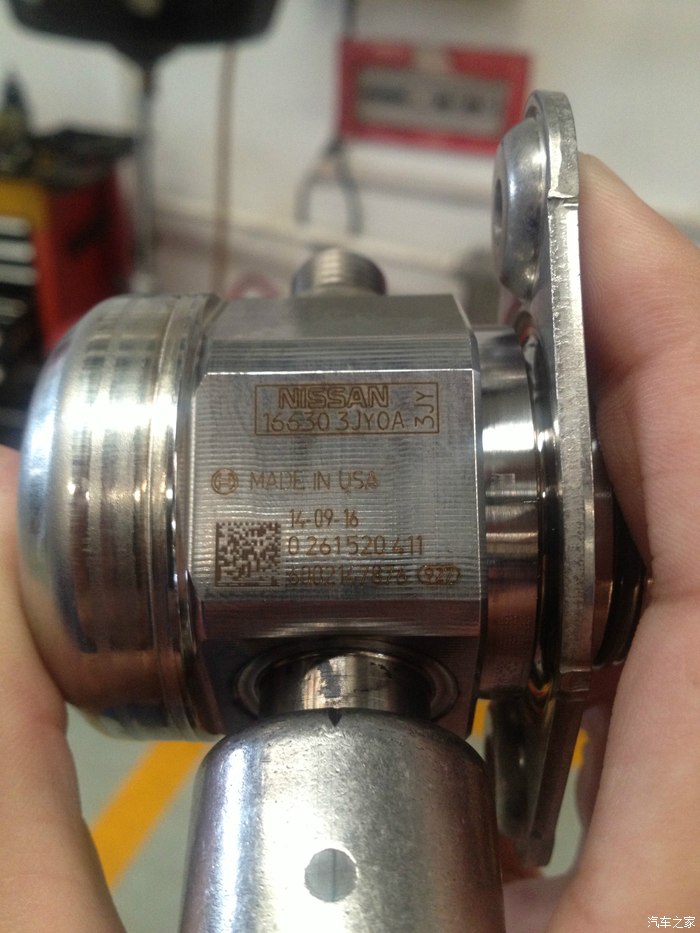 NISSAN
16630 3JY0A
3JY
MADE IN USA
14-09-16
0 261 520 411
汽车之家